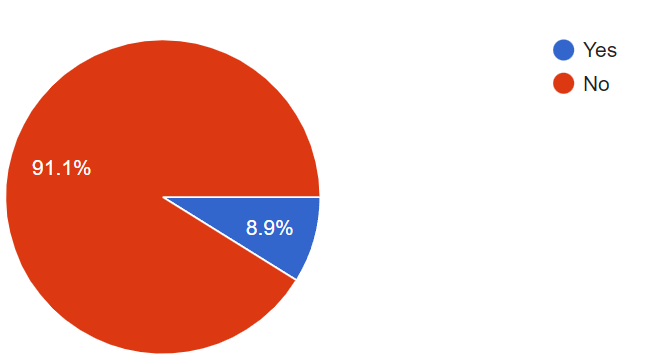 Yes
No
91.1%
8.9%